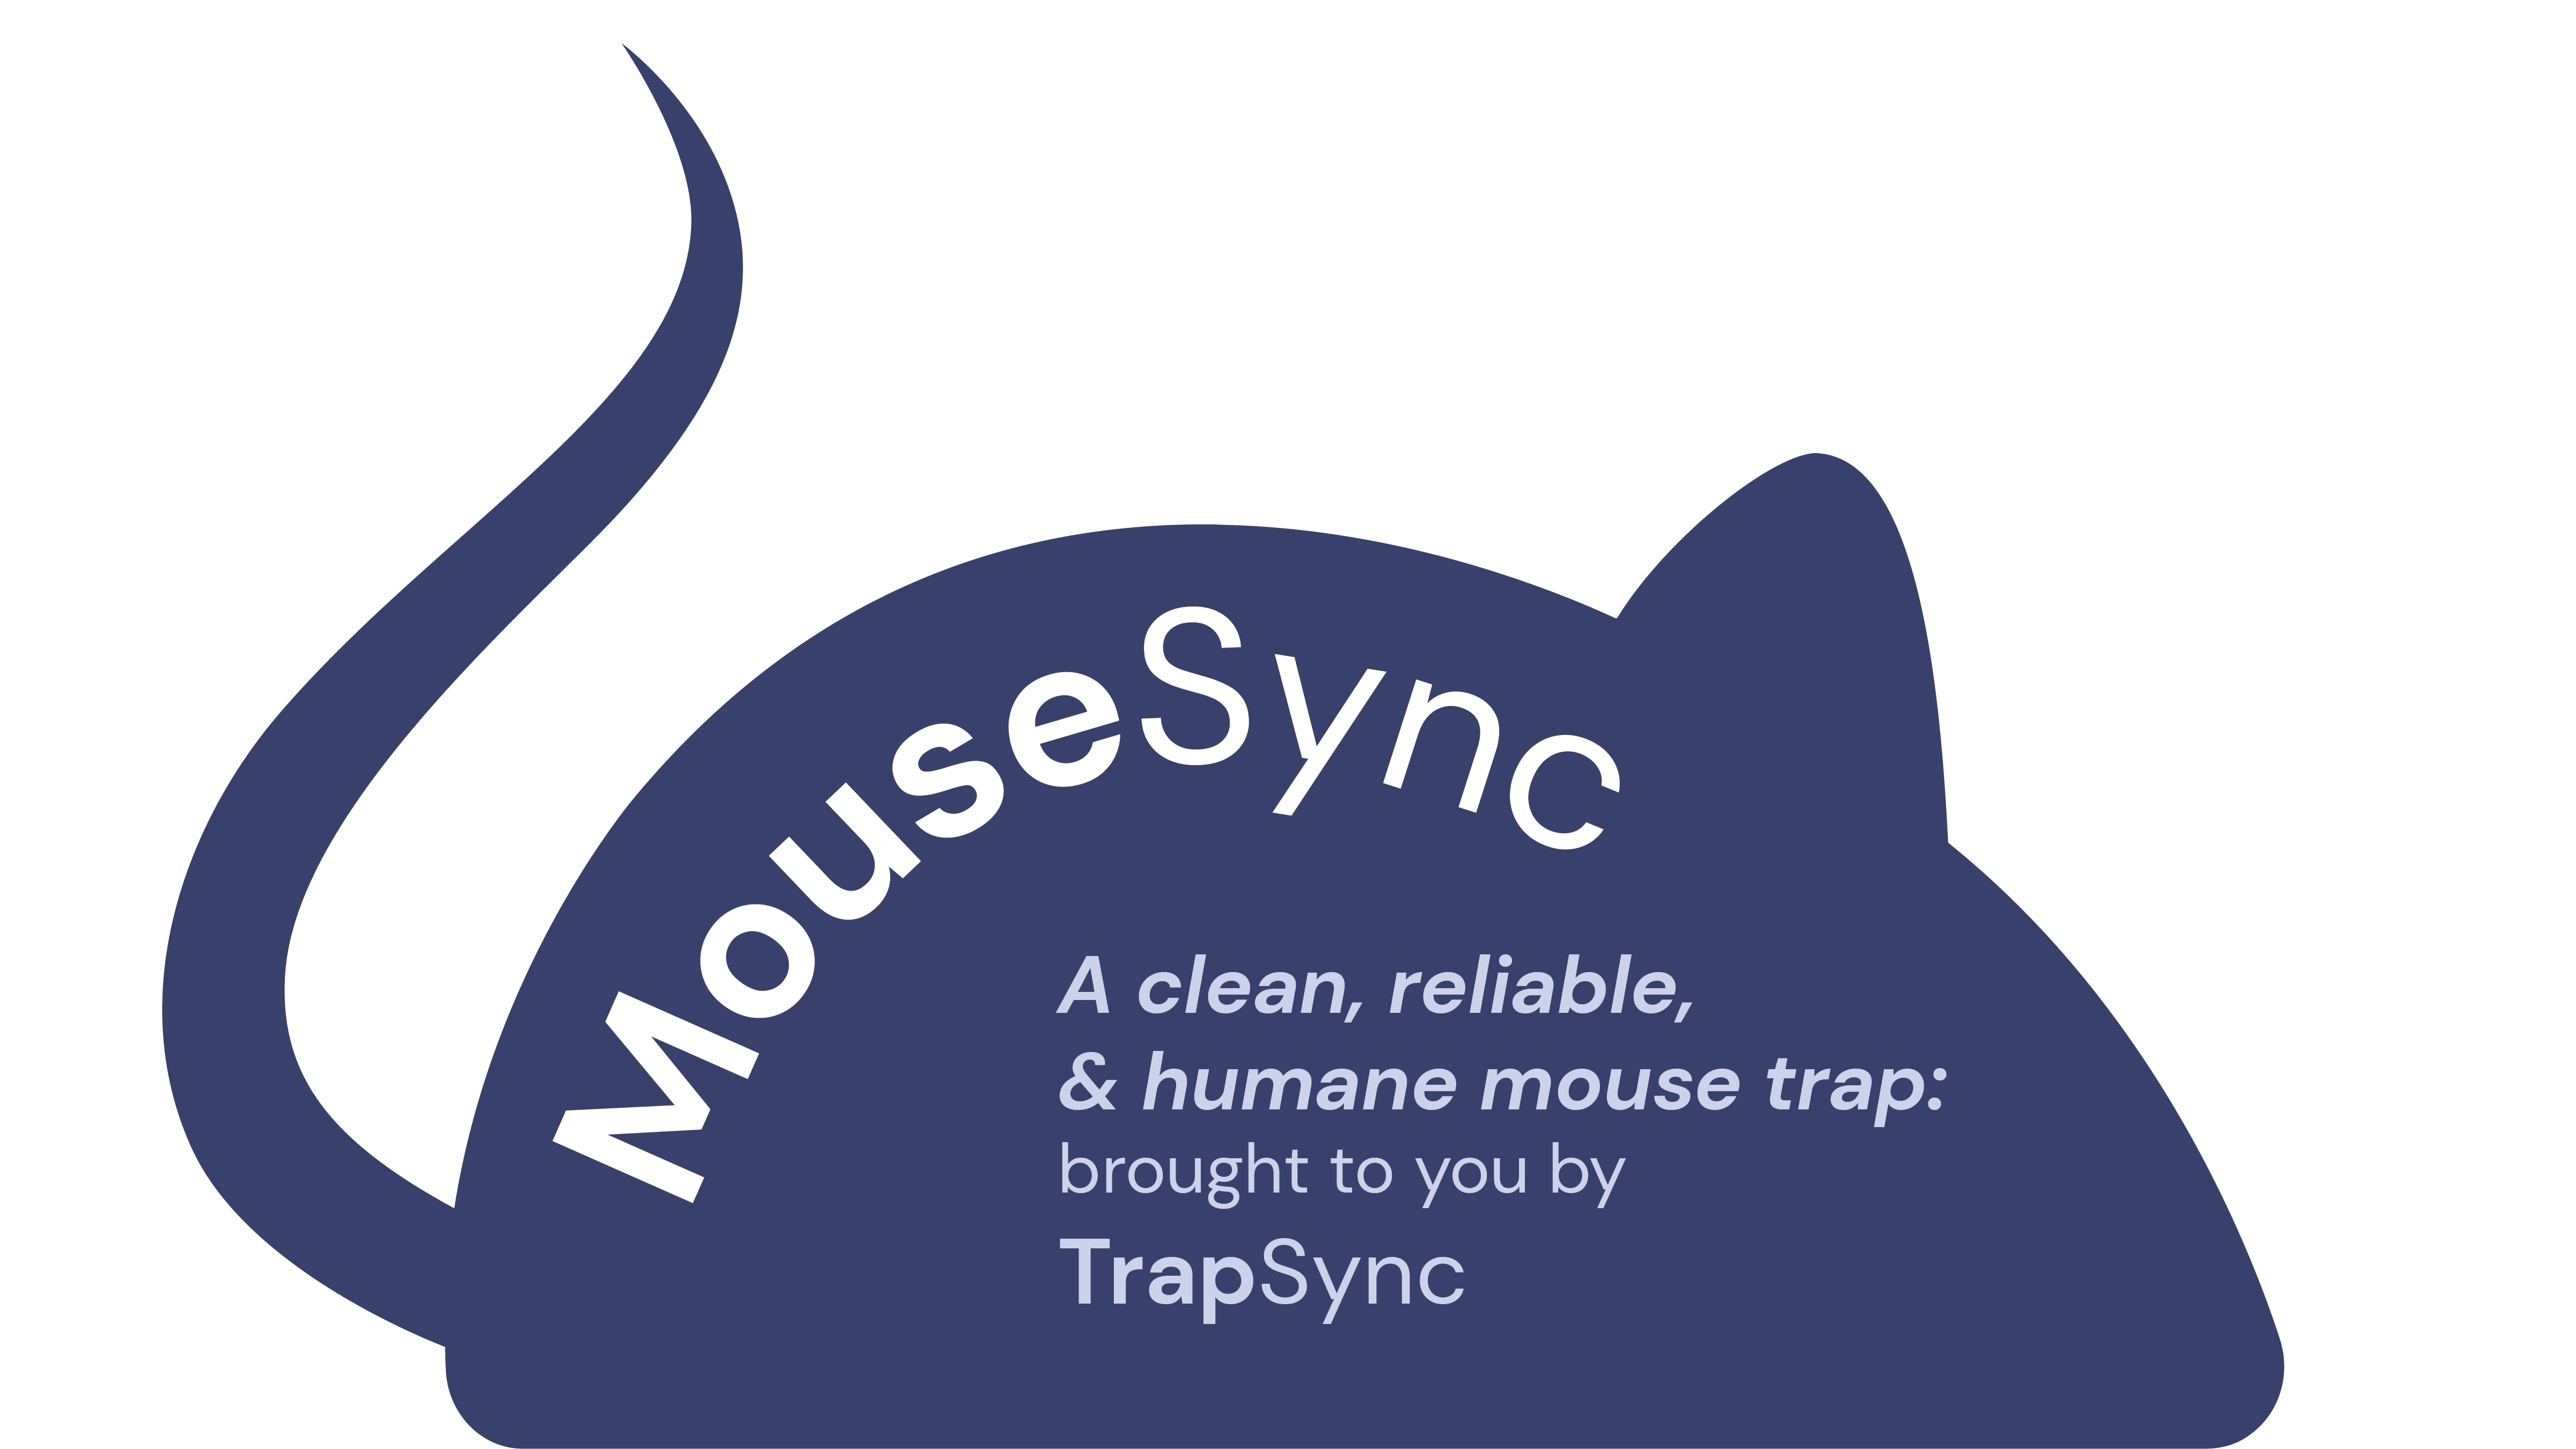 MouseSync
A clean, reliable,
& humane mouse trap:
brought to you by
TrapSync